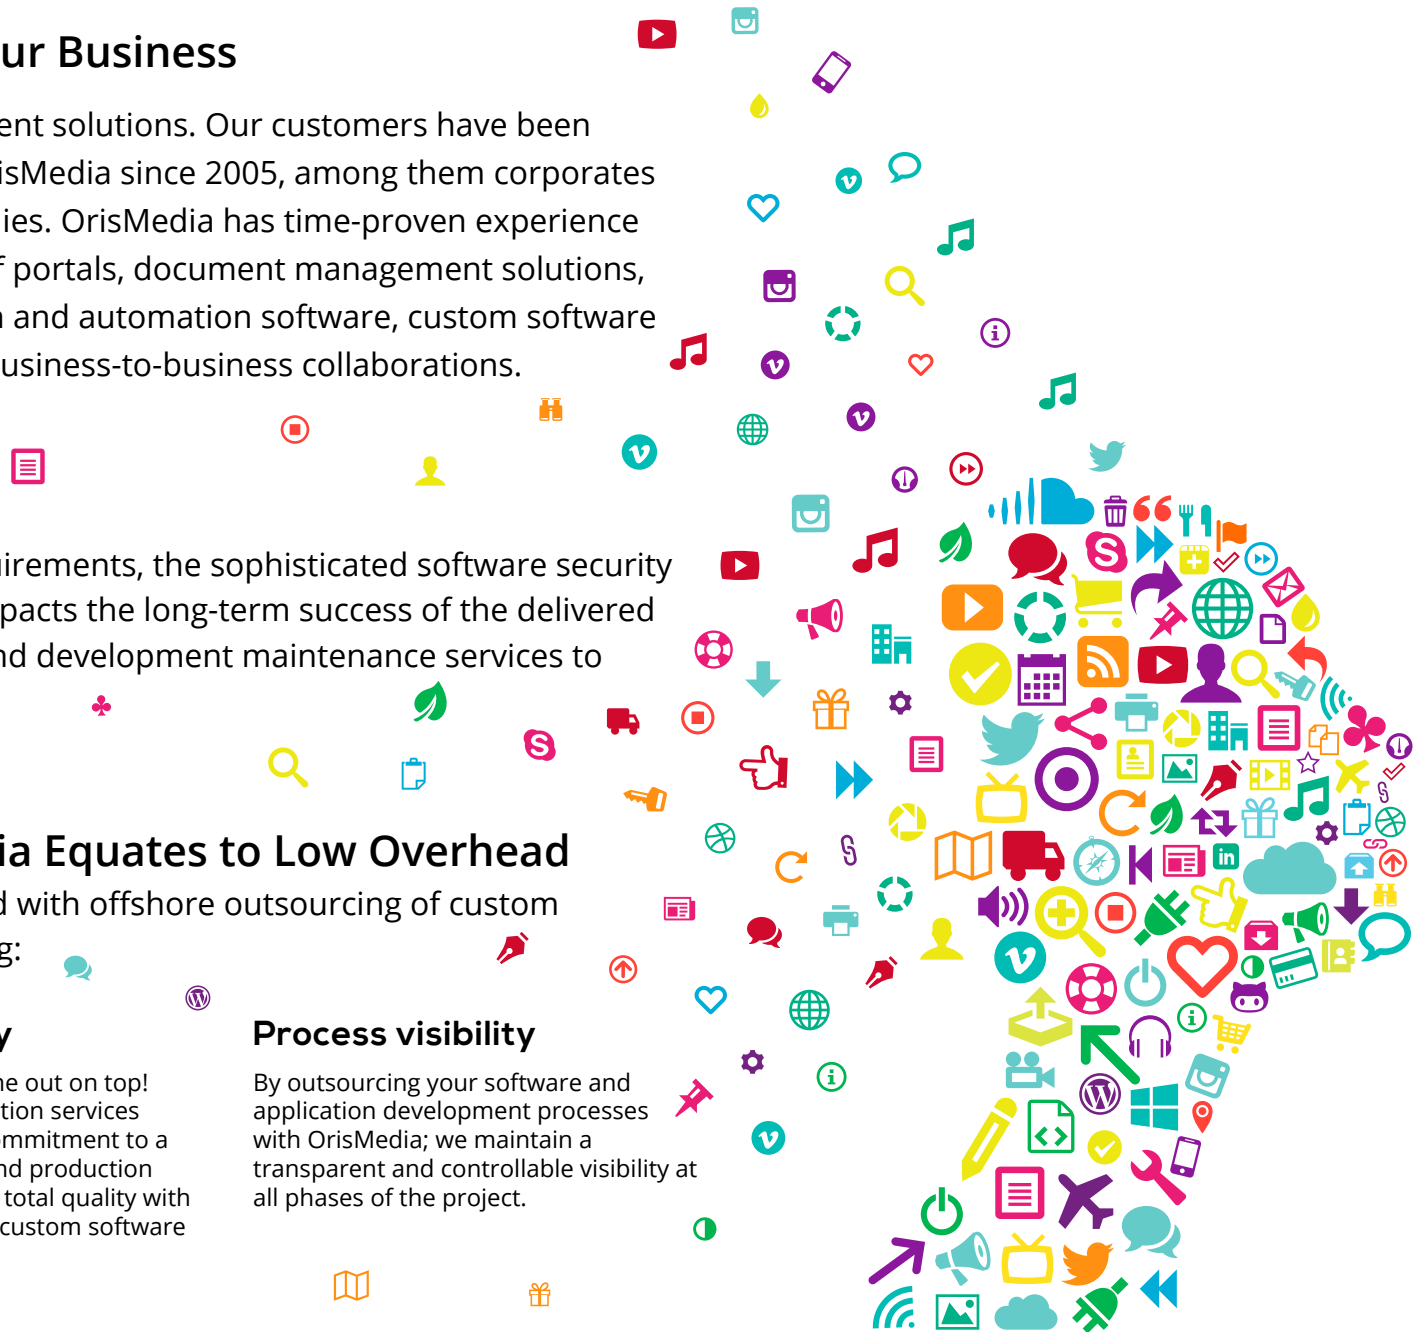 ur Business
ent solutions. Our customers have been
isMedia since 2005, among them corporates
ies. OrisMedia has time-proven experience
f portals, document management solutions,
and automation software, custom software
usiness-to-business collaborations.
uirements, the sophisticated software security
pacts the long-term success of the delivered
nd development maintenance services to
ia Equates to Low Overhead
d with offshore outsourcing of custom
g:
y
ne out on top!
tion services
ommitment to a
nd production
total quality with
custom software
Process visibility
By outsourcing your software and
application development processes
with OrisMedia; we maintain a
transparent and controllable visibility at
all phases of the project.